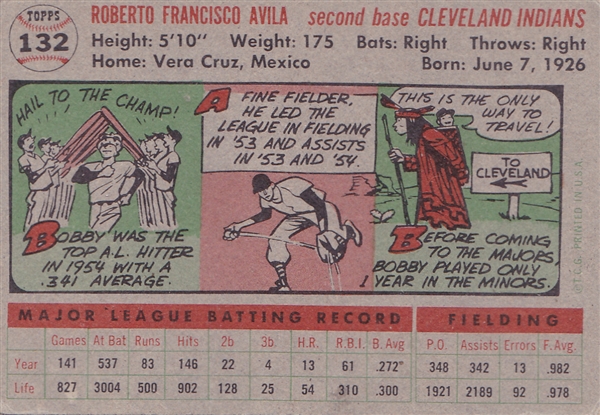 TOPPS
132
ROBERTO FRANCISCO AVILA second base CLEVELAND INDIANS
Height: 5'10" Weight: 175 Bats: Right Throws: Right
Home: Vera Cruz, Mexico Born: June 7, 1926
HAIL TO THE CHAMP!
BOBBY WAS THE
TOP A.L. HITTER
IN 1954 WITH A
.341 AVERAGE.
A FINE FIELDER,
HE LED THE
LEAGUE IN FIELDING
IN '53 AND ASSISTS
IN '53 AND '54.
THIS IS THE ONLY
WAY TO
TRAVEL!
TO
CLEVELAND
BEFORE COMING
TO THE MAJORS,
BOBBY PLAYED ONLY
1 YEAR IN THE MINORS.
T.C.G. PRINTED IN U.S.A.
MAJOR LEAGUE BATTING RECORD FIELDING
Games At Bat Runs Hits 2b 3b. H.R. R.B.I. B. Avg P.O. Assists Errors F. Avg
Year 141 537 83 146 22 4 13 61 .272 348 342 13 .982
Life 827 3004 500 902 128 25 54 310 .300 1921 2189 92 .978